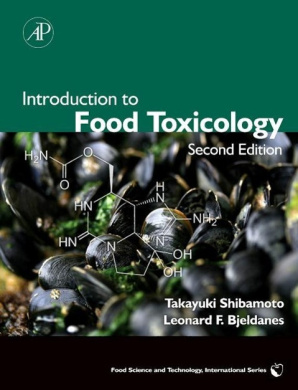 AP
Introduction to
Food Toxicology
Second Edition
H₂N
O
O
H
N
HN
NH₂
HN
N
N
OH
OH
Takayuki Shibamoto
Leonard F. Bjeldanes
Food Science and Technology, International Series